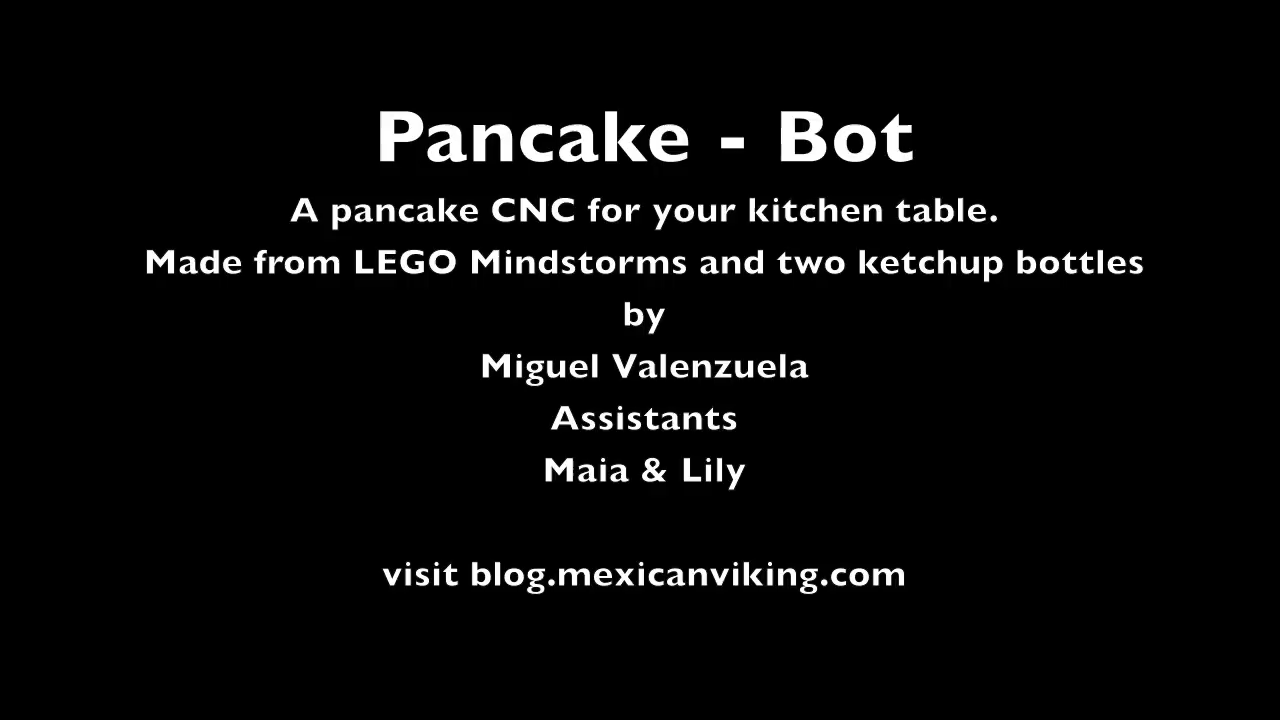 Pancake - Bot
A pancake CNC for your kitchen table.
Made from LEGO Mindstorms and two ketchup bottles
by
Miguel Valenzuela
Assistants
Maia & Lily
visit blog.mexicanviking.com